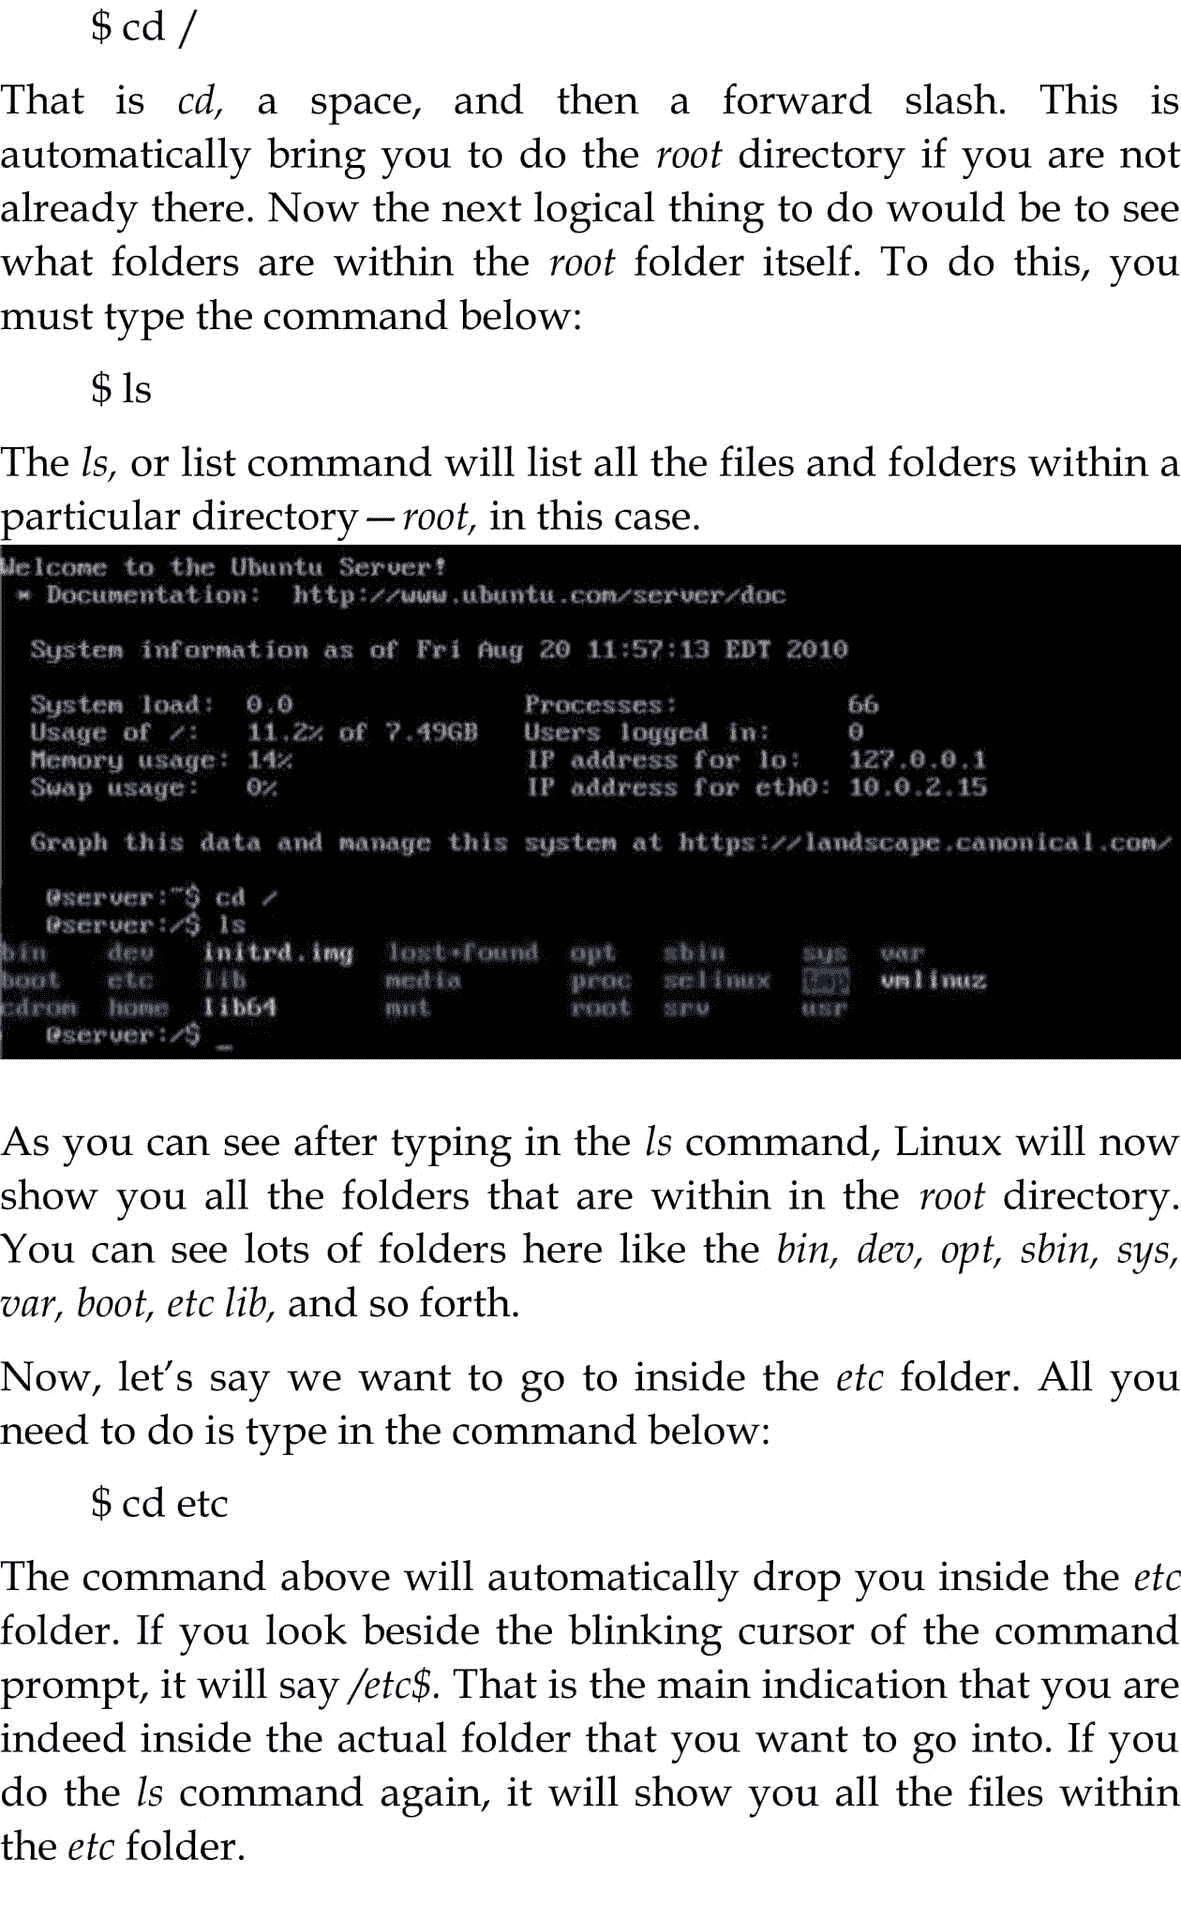 $ cd /
That is cd, a space, and then a forward slash. This is
automatically bring you to do the root directory if you are not
already there. Now the next logical thing to do would be to see
what folders are within the root folder itself. To do this, you
must type the command below:
$ ls
The ls, or list command will list all the files and folders within a
particular directory—root, in this case.
Welcome to the Ubuntu Server!
* Documentation:  http://www.ubuntu.com/server/doc
System information as of Fri Aug 20 11:57:13 EDT 2010
System load:  0.0  Processes:  66
Usage of /:  11.2% of 7.49GB  Users logged in:  0
Memory usage: 14%  IP address for lo:  127.0.0.1
Swap usage:  0%  IP address for eth0: 10.0.2.15
Graph this data and manage this system at https://landscape.canonical.com/
@server:~$ cd /
@server:/$ ls
bin  dev  initrd.img  lost+found  opt  sbin  sys  var
boot  etc  lib  media  proc  selinux  vmlinuz
cdrom  home  lib64  mnt  root  srv  usr
@server:/$ _
As you can see after typing in the ls command, Linux will now
show you all the folders that are within in the root directory.
You can see lots of folders here like the bin, dev, opt, sbin, sys,
var, boot, etc lib, and so forth.
Now, let's say we want to go to inside the etc folder. All you
need to do is type in the command below:
$ cd etc
The command above will automatically drop you inside the etc
folder. If you look beside the blinking cursor of the command
prompt, it will say /etc$. That is the main indication that you are
indeed inside the actual folder that you want to go into. If you
do the ls command again, it will show you all the files within
the etc folder.